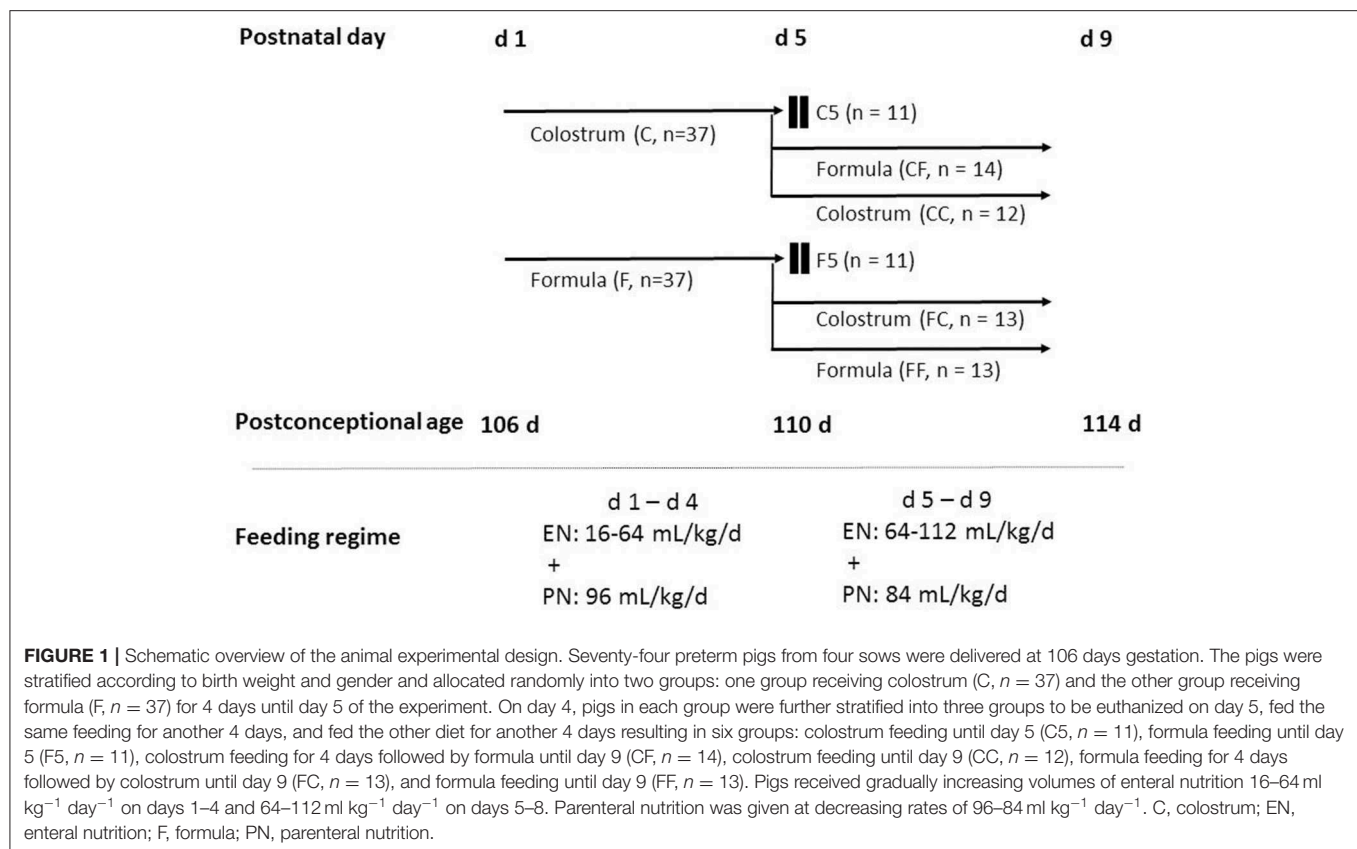 Postnatal day d 1 d 5 d 9
C5 (n = 11)
Colostrum (C, n=37)
Formula (CF, n = 14)
Colostrum (CC, n = 12)
F5 (n = 11)
Formula (F, n=37)
Colostrum (FC, n = 13)
Formula (FF, n = 13)
Postconceptional age 106 d 110 d 114 d
d 1 – d 4 d 5 – d 9
Feeding regime EN: 16-64 mL/kg/d EN: 64-112 mL/kg/d
+ +
PN: 96 mL/kg/d PN: 84 mL/kg/d
FIGURE 1 | Schematic overview of the animal experimental design. Seventy-four preterm pigs from four sows were delivered at 106 days gestation. The pigs were
stratified according to birth weight and gender and allocated randomly into two groups: one group receiving colostrum (C, n = 37) and the other group receiving
formula (F, n = 37) for 4 days until day 5 of the experiment. On day 4, pigs in each group were further stratified into three groups to be euthanized on day 5, fed the
same feeding for another 4 days, and fed the other diet for another 4 days resulting in six groups: colostrum feeding until day 5 (C5, n = 11), formula feeding until day
5 (F5, n = 11), colostrum feeding for 4 days followed by formula until day 9 (CF, n = 14), colostrum feeding until day 9 (CC, n = 12), formula feeding for 4 days
followed by colostrum until day 9 (FC, n = 13), and formula feeding until day 9 (FF, n = 13). Pigs received gradually increasing volumes of enteral nutrition 16–64 ml
kg⁻¹ day⁻¹ on days 1–4 and 64–112 ml kg⁻¹ day⁻¹ on days 5–8. Parenteral nutrition was given at decreasing rates of 96–84 ml kg⁻¹ day⁻¹. C, colostrum; EN,
enteral nutrition; F, formula; PN, parenteral nutrition.